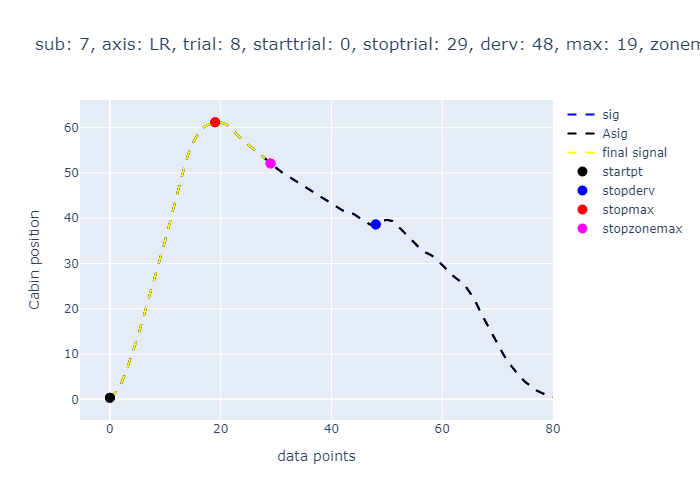 sub: 7, axis: LR, trial: 8, starttrial: 0, stoptrial: 29, derv: 48, max: 19, zonem
sig
Asig
final signal
startpt
stopderv
stopmax
stopzonemax
60
50
40
30
20
10
0
Cabin position
0 20 40 60 80
data points